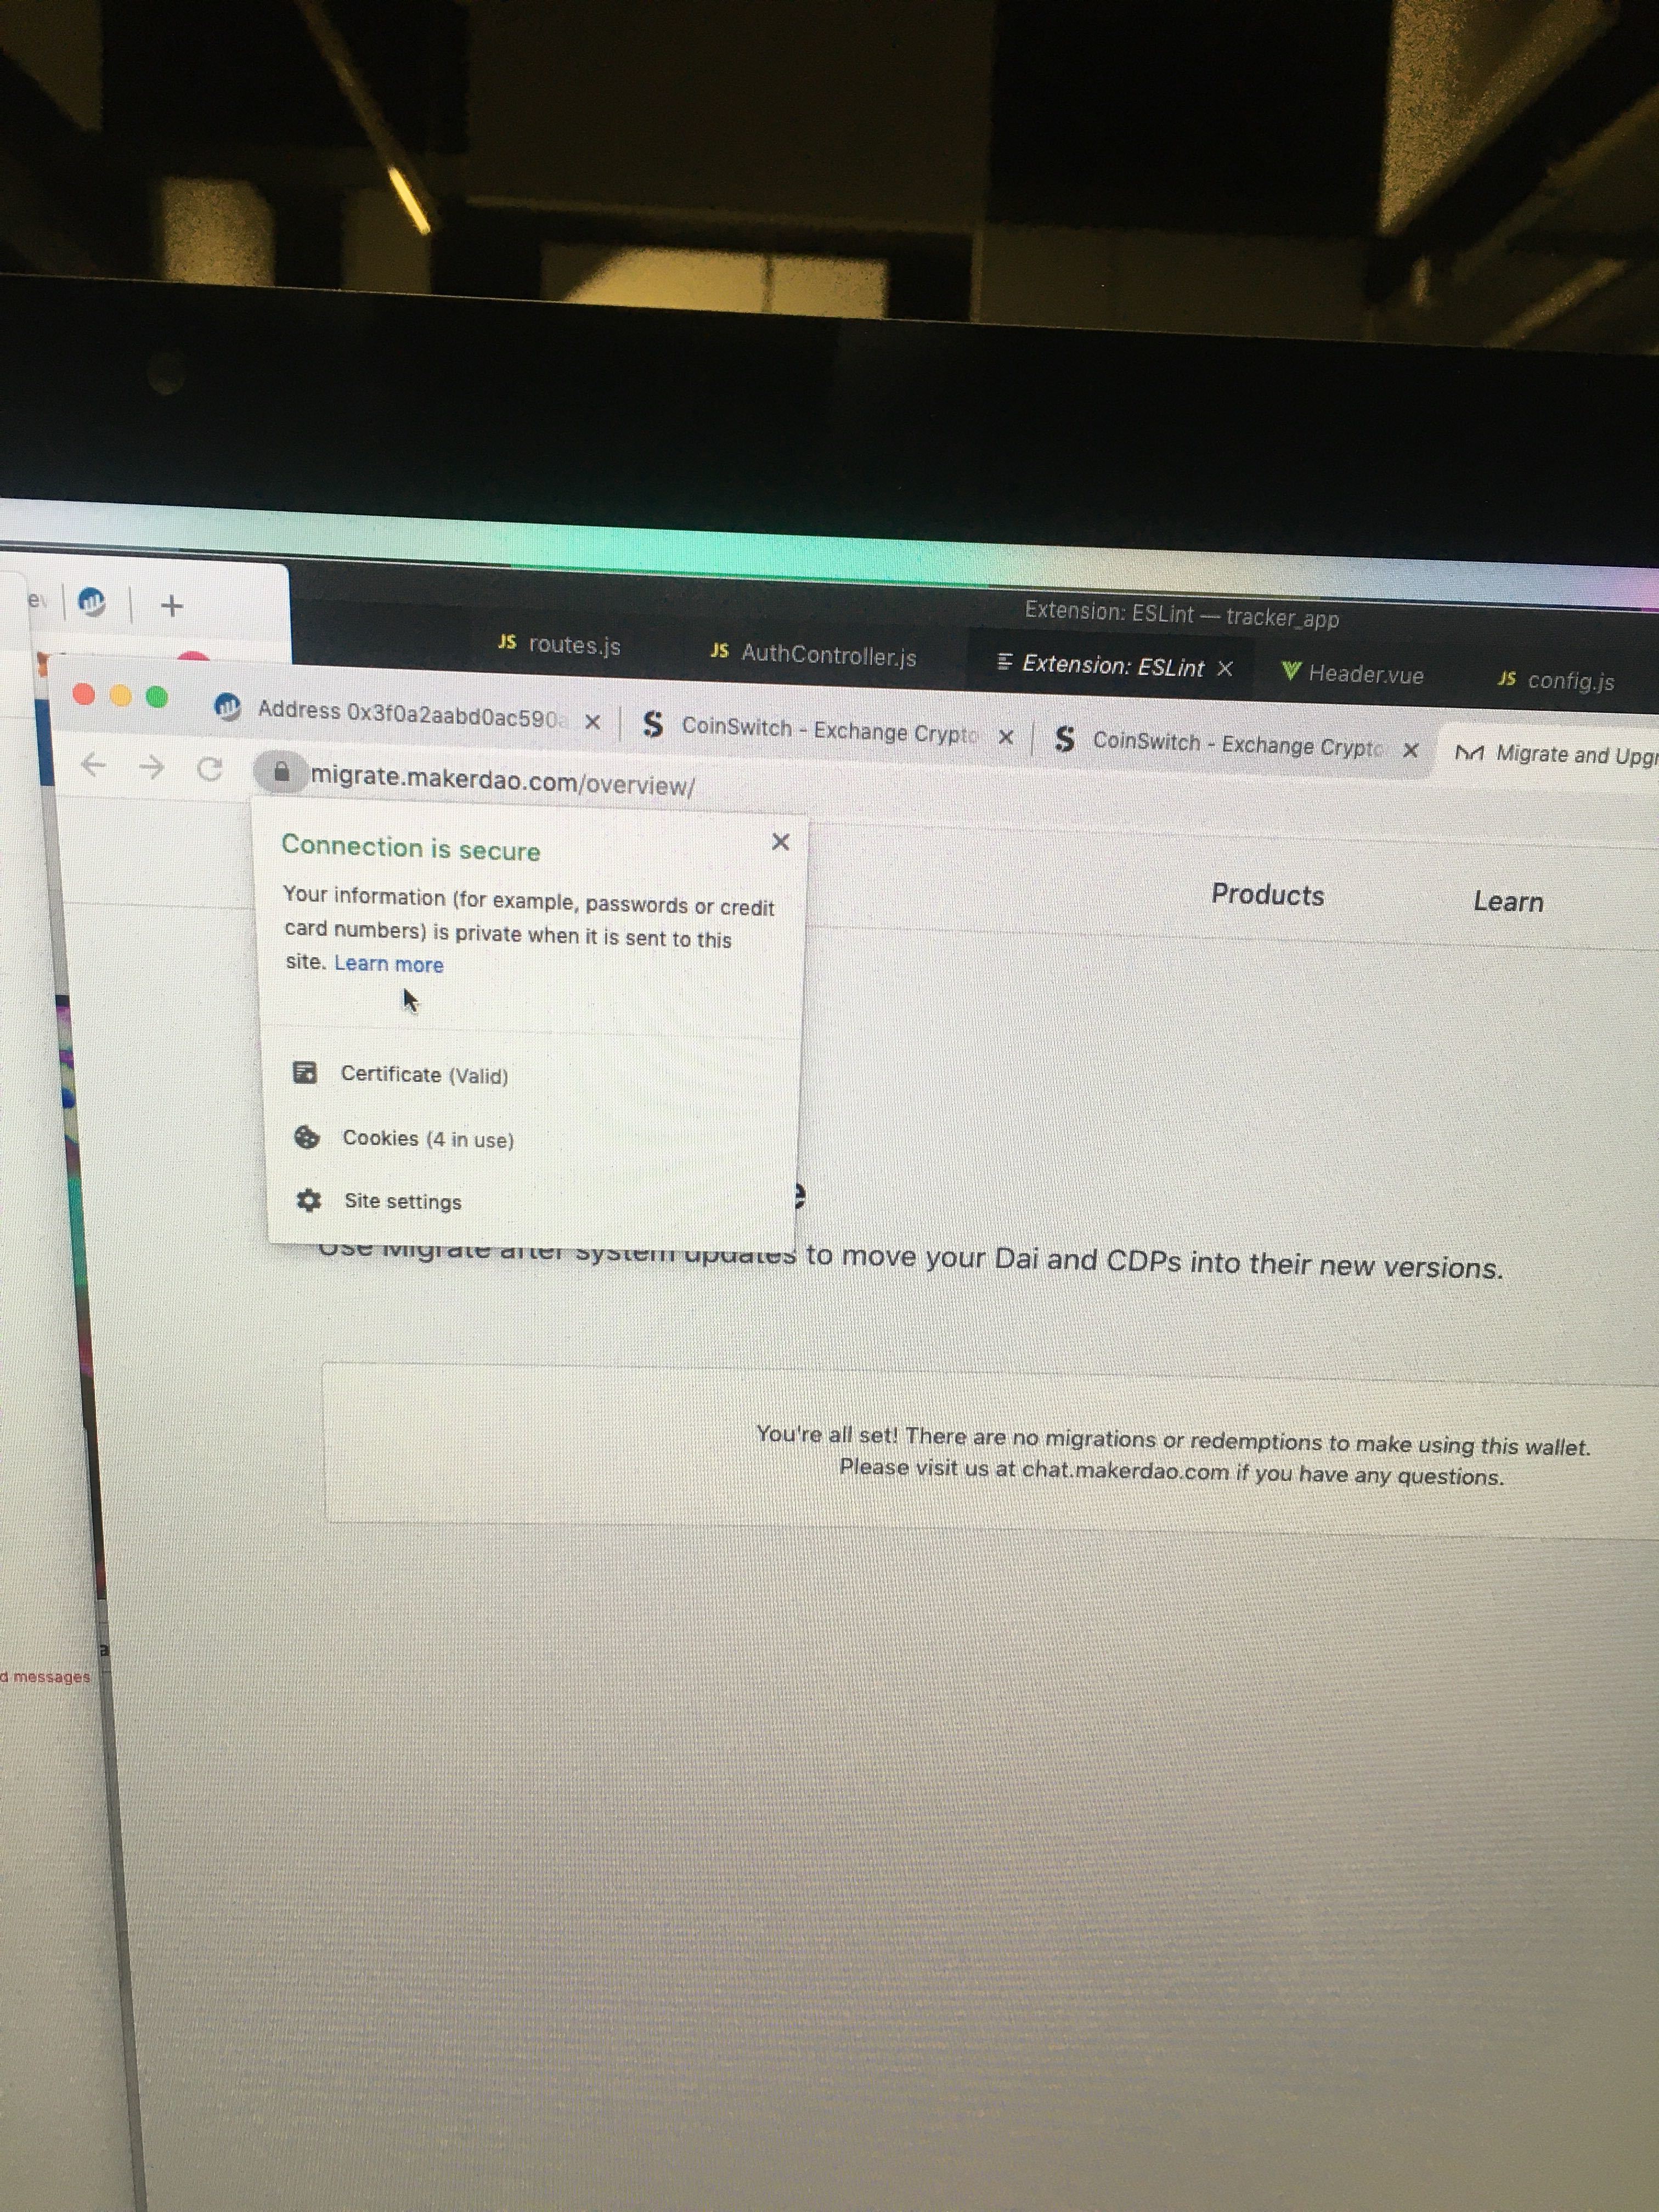 Extension: ESLint — tracker_app
JS routes.js
JS AuthController.js
Extension: ESLint
Header.vue
JS config.js
Address 0x3f0a2aabd0ac590
CoinSwitch - Exchange Crypto
CoinSwitch - Exchange Crypto
Migrate and Upgr
migrate.makerdao.com/overview/
Connection is secure
Your information (for example, passwords or credit
card numbers) is private when it is sent to this
site. Learn more
Certificate (Valid)
Cookies (4 in use)
Site settings
Products
Learn
e
Use Migrate after system updates to move your Dai and CDPs into their new versions.
You're all set! There are no migrations or redemptions to make using this wallet.
Please visit us at chat.makerdao.com if you have any questions.
a
d messages